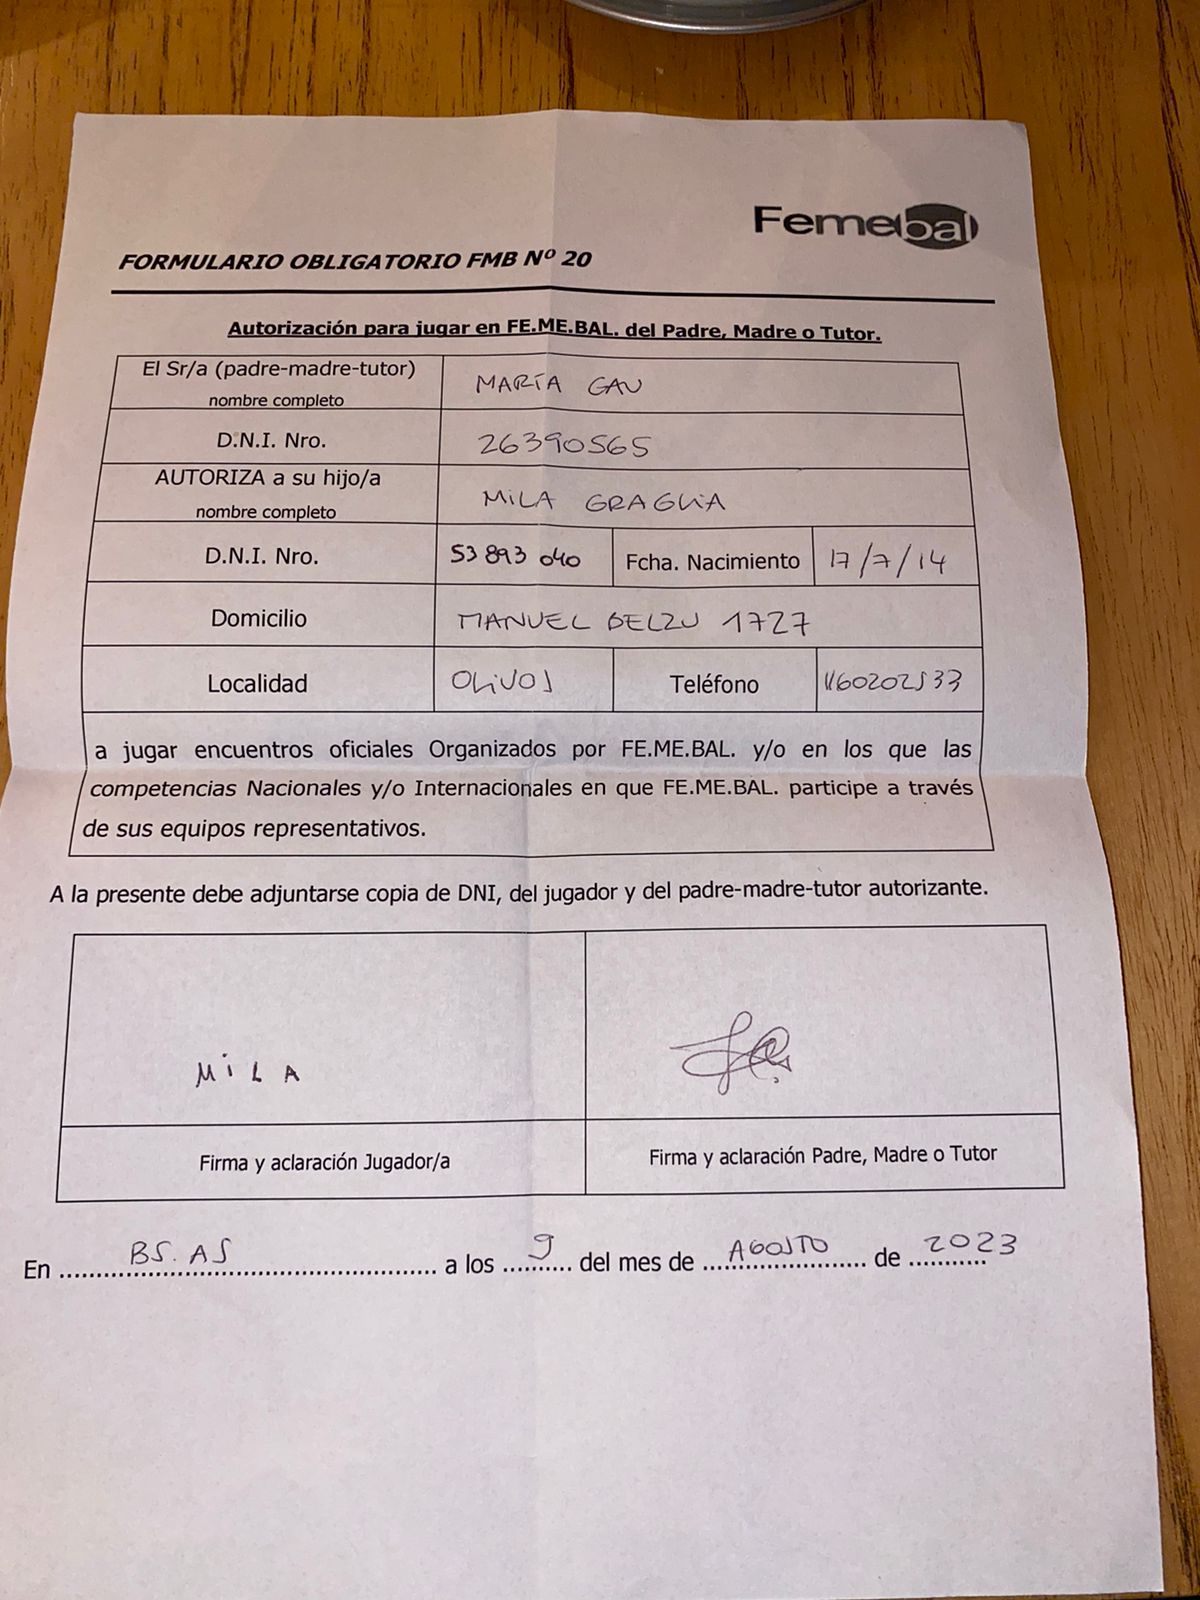 Femebal
FORMULARIO OBLIGATORIO FMB Nº 20
Autorización para jugar en FE.ME.BAL. del Padre, Madre o Tutor.
El Sr/a (padre-madre-tutor)
nombre completo
MARÍA GAU
D.N.I. Nro.
26390565
AUTORIZA a su hijo/a
nombre completo
MILA GRAGLIA
D.N.I. Nro.
53 893 040
Fcha. Nacimiento
17/7/14
Domicilio
MANUEL BELZU 1727
Localidad
OLIVOS
Teléfono
1160202533
a jugar encuentros oficiales Organizados por FE.ME.BAL. y/o en los que las
competencias Nacionales y/o Internacionales en que FE.ME.BAL. participe a través
de sus equipos representativos.
A la presente debe adjuntarse copia de DNI, del jugador y del padre-madre-tutor autorizante.
MILA
Firma y aclaración Jugador/a
Firma y aclaración Padre, Madre o Tutor
En BS. AS a los 9 del mes de AGOSTO de 2023